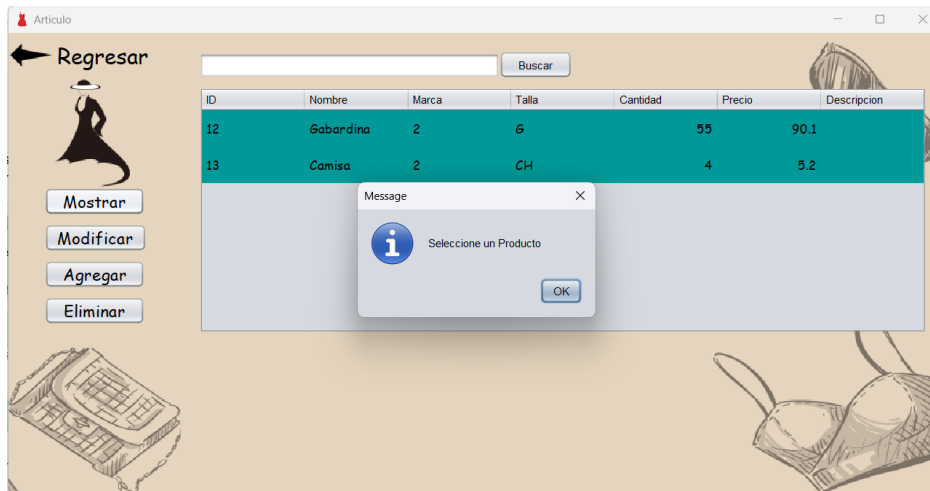 Articulo
Regresar
Buscar
ID Nombre Marca Talla Cantidad Precio Descripcion
12 Gabardina 2 G 55 90.1
13 Camisa 2 CH 4 5.2
Mostrar
Modificar
Agregar
Eliminar
Message
Seleccione un Producto
OK